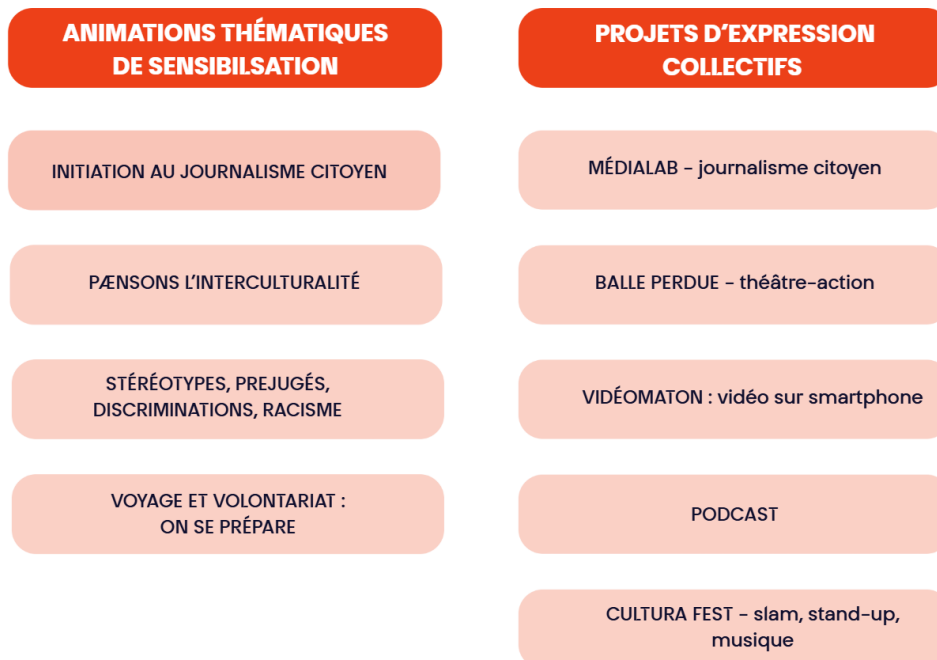 ANIMATIONS THÉMATIQUES
DE SENSIBILSATION
INITIATION AU JOURNALISME CITOYEN
PÆNSONS L'INTERCULTURALITÉ
STÉRÉOTYPES, PREJUGÉS,
DISCRIMINATIONS, RACISME
VOYAGE ET VOLONTARIAT :
ON SE PRÉPARE
PROJETS D'EXPRESSION
COLLECTIFS
MÉDIALAB - journalisme citoyen
BALLE PERDUE - théâtre-action
VIDÉOMATON : vidéo sur smartphone
PODCAST
CULTURA FEST - slam, stand-up,
musique